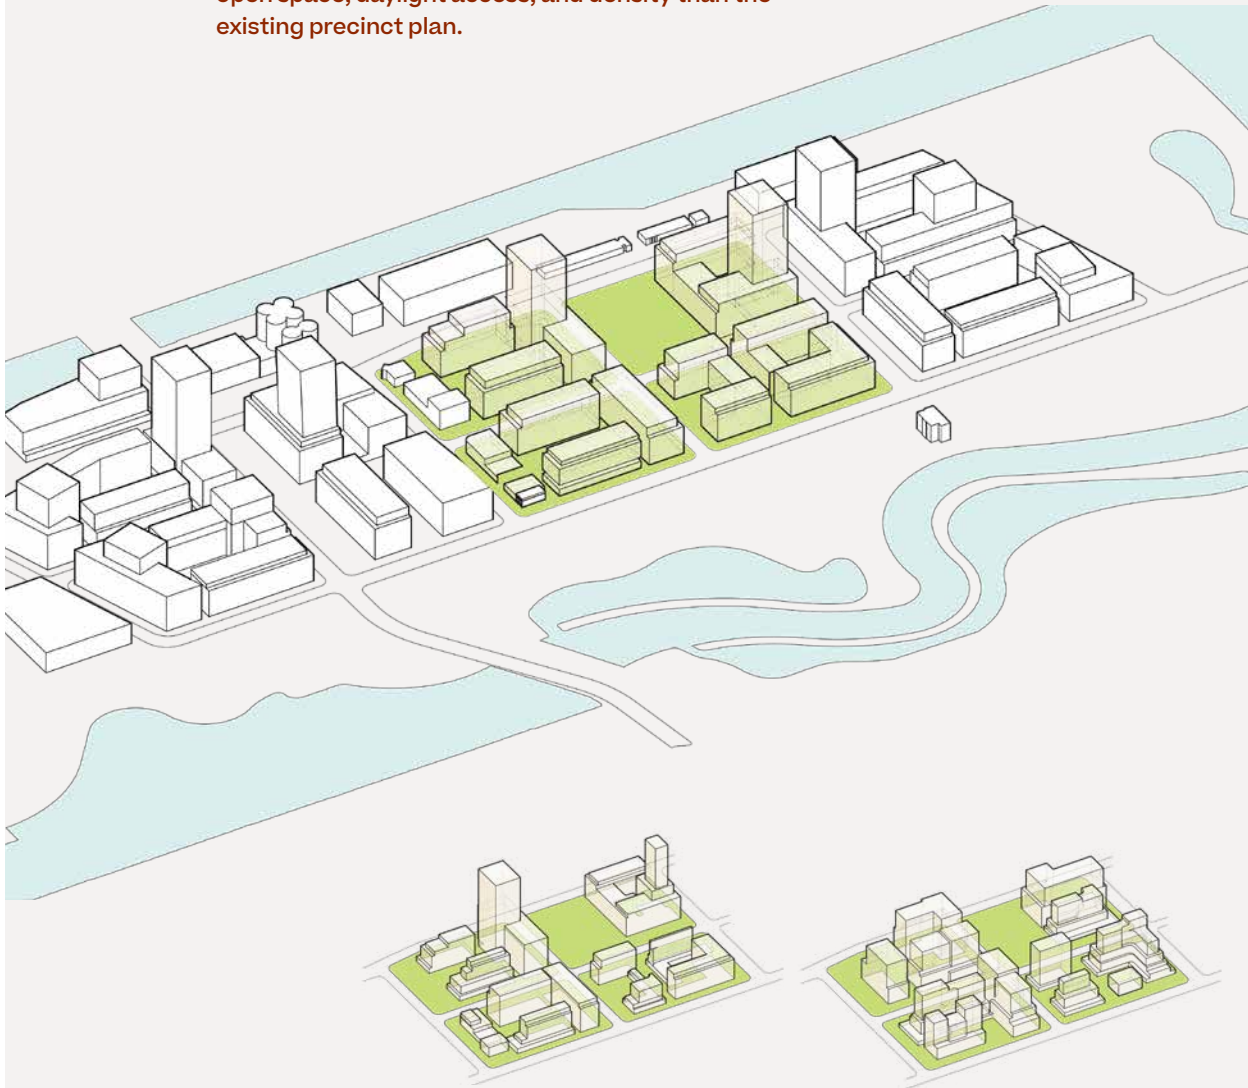 open space, daylight access, and density than the
existing precinct plan.